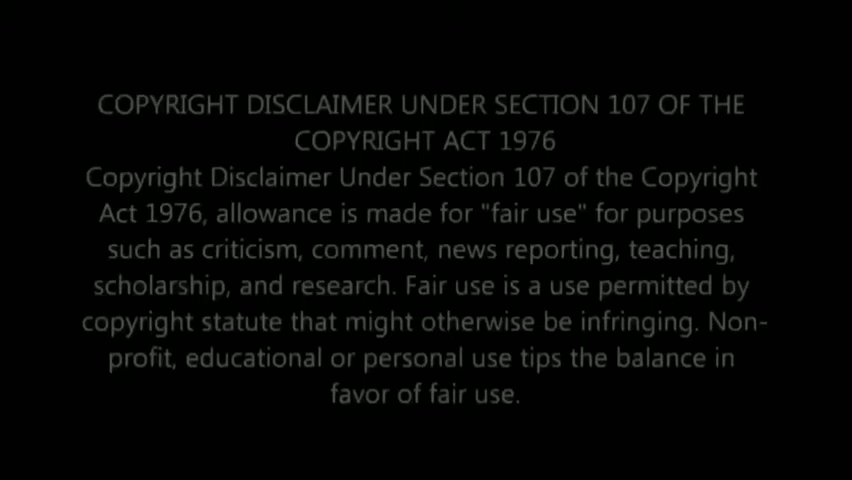 COPYRIGHT DISCLAIMER UNDER SECTION 107 OF THE
COPYRIGHT ACT 1976
Copyright Disclaimer Under Section 107 of the Copyright
Act 1976, allowance is made for "fair use" for purposes
such as criticism, comment, news reporting, teaching,
scholarship, and research. Fair use is a use permitted by
copyright statute that might otherwise be infringing. Non-
profit, educational or personal use tips the balance in
favor of fair use.